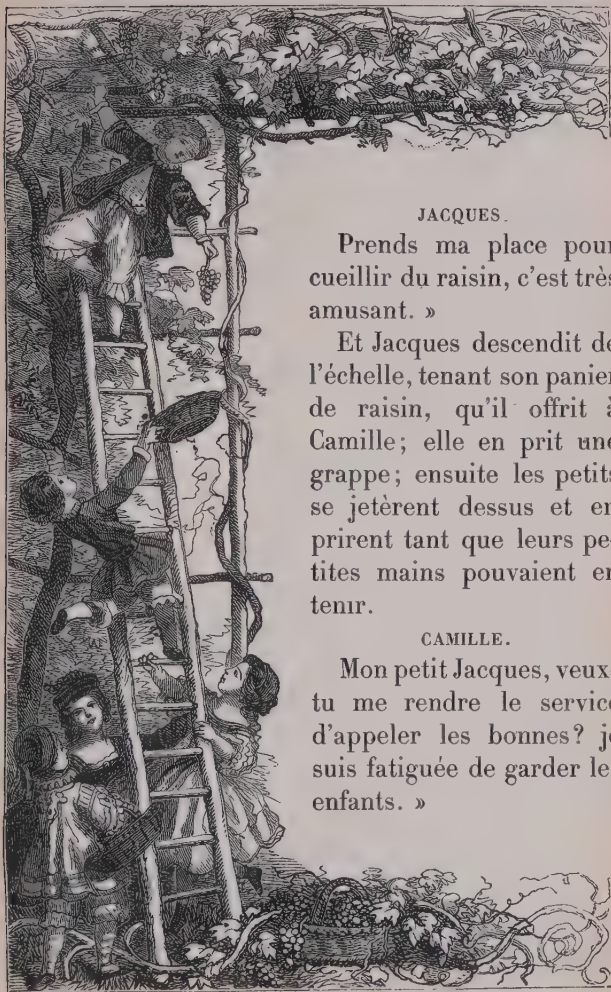 JACQUES.
Prends ma place pour
cueillir du raisin, c'est très
amusant. »
Et Jacques descendit de
l'échelle, tenant son panier
de raisin, qu'il offrit à
Camille; elle en prit une
grappe; ensuite les petits
se jetèrent dessus et en
prirent tant que leurs pe-
tites mains pouvaient en
tenir.
CAMILLE.
Mon petit Jacques, veux-
tu me rendre le service
d'appeler les bonnes? je
suis fatiguée de garder les
enfants. »